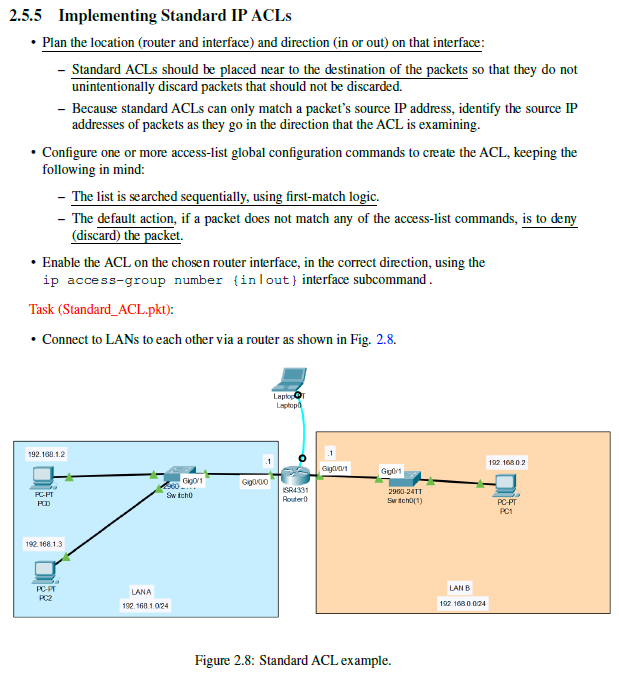 2.5.5 Implementing Standard IP ACLs
• Plan the location (router and interface) and direction (in or out) on that interface:
– Standard ACLs should be placed near to the destination of the packets so that they do not
unintentionally discard packets that should not be discarded.
– Because standard ACLs can only match a packet's source IP address, identify the source IP
addresses of packets as they go in the direction that the ACL is examining.
• Configure one or more access-list global configuration commands to create the ACL, keeping the
following in mind:
– The list is searched sequentially, using first-match logic.
– The default action, if a packet does not match any of the access-list commands, is to deny
(discard) the packet.
• Enable the ACL on the chosen router interface, in the correct direction, using the
ip access-group number {in|out} interface subcommand .
Task (Standard_ACL.pkt):
• Connect to LANs to each other via a router as shown in Fig. 2.8.
Laptop0
192.168.1.2
.1
.1
192.168.0.2
Gig0/1
Gig0/0/0
Gig0/0/1
Gig0/1
PC-PT
PC0
Switch0
ISR4331
Router0
2960-24TT
Switch0(1)
PC-PT
PC1
192.168.1.3
PC-PT
PC2
LAN A
192.168.1.0/24
LAN B
192.168.0.0/24
Figure 2.8: Standard ACL example.